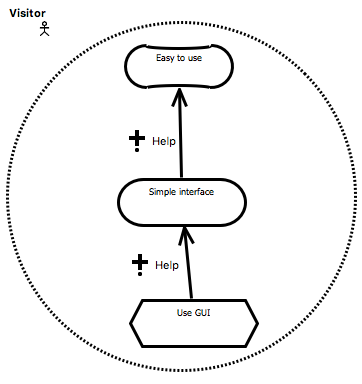 Visitor
Easy to use
Help
Simple interface
Help
Use GUI